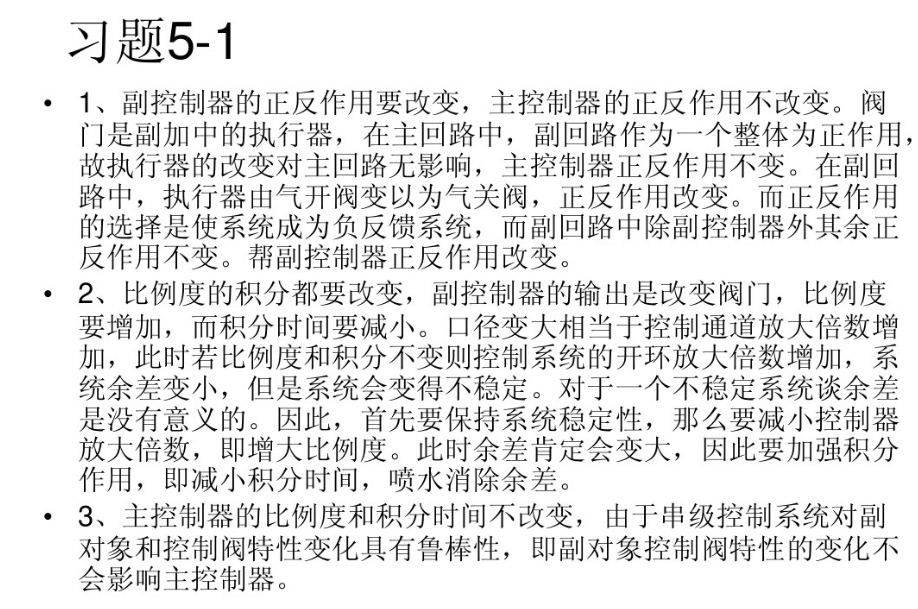 习题5-1
• 1、副控制器的正反作用要改变，主控制器的正反作用不改变。阀
门是副加中的执行器，在主回路中，副回路作为一个整体为正作用，
故执行器的改变对主回路无影响，主控制器正反作用不变。在副回
路中，执行器由气开阀变以为气关阀，正反作用改变。而正反作用
的选择是使系统成为负反馈系统，而副回路中除副控制器外其余正
反作用不变。帮副控制器正反作用改变。
• 2、比例度的积分都要改变，副控制器的输出是改变阀门，比例度
要增加，而积分时间要减小。口径变大相当于控制通道放大倍数增
加，此时若比例度和积分不变则控制系统的开环放大倍数增加，系
统余差变小，但是系统会变得不稳定。对于一个不稳定系统谈余差
是没有意义的。因此，首先要保持系统稳定性，那么要减小控制器
放大倍数，即增大比例度。此时余差肯定会变大，因此要加强积分
作用，即减小积分时间，喷水消除余差。
• 3、主控制器的比例度和积分时间不改变，由于串级控制系统对副
对象和控制阀特性变化具有鲁棒性，即副对象控制阀特性的变化不
会影响主控制器。